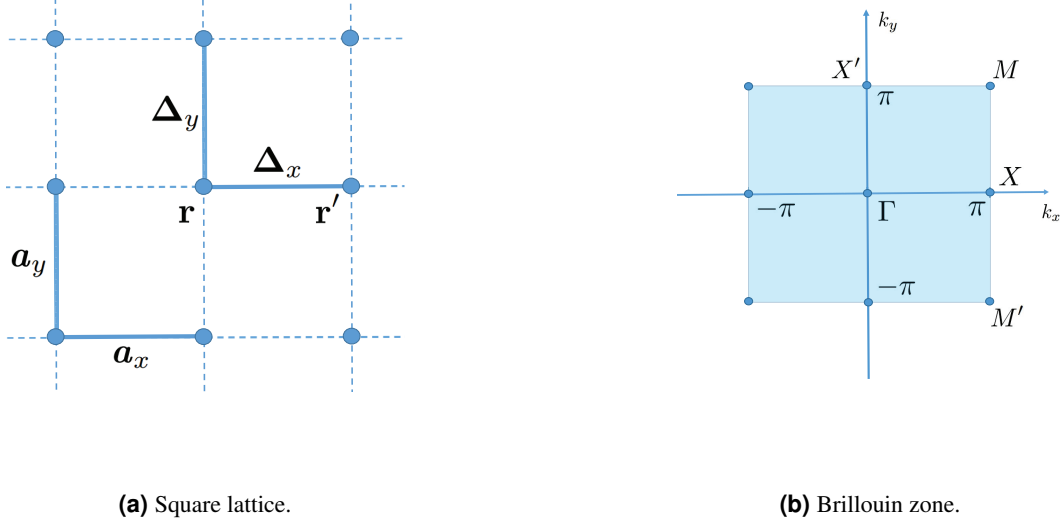 Δ_y
Δ_x
r
r′
a_y
a_x
(a) Square lattice.
k_y
X′
M
π
X
−π
Γ
π
k_x
−π
M′
(b) Brillouin zone.